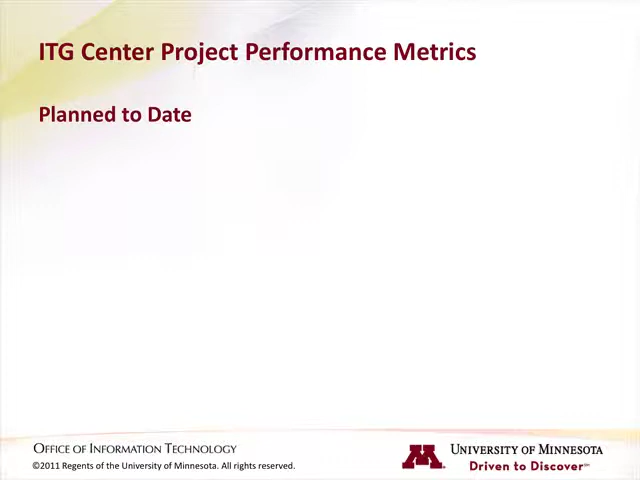 ITG Center Project Performance Metrics
Planned to Date
OFFICE OF INFORMATION TECHNOLOGY
©2011 Regents of the University of Minnesota. All rights reserved.
M
UNIVERSITY OF MINNESOTA
Driven to Discover℠